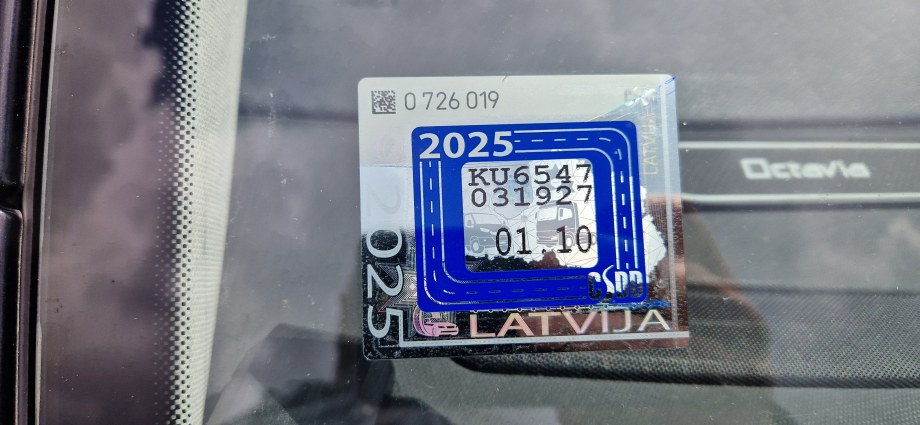 0 726 019
2025
KU6547
031927
01.10
CSDD
2025
LATVIJA
LATVIJA
Octavia